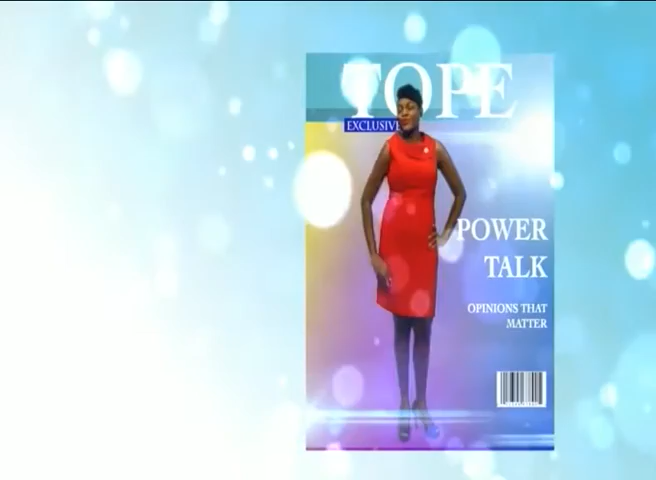 TOPE
EXCLUSIVE
POWER
TALK
OPINIONS THAT
MATTER